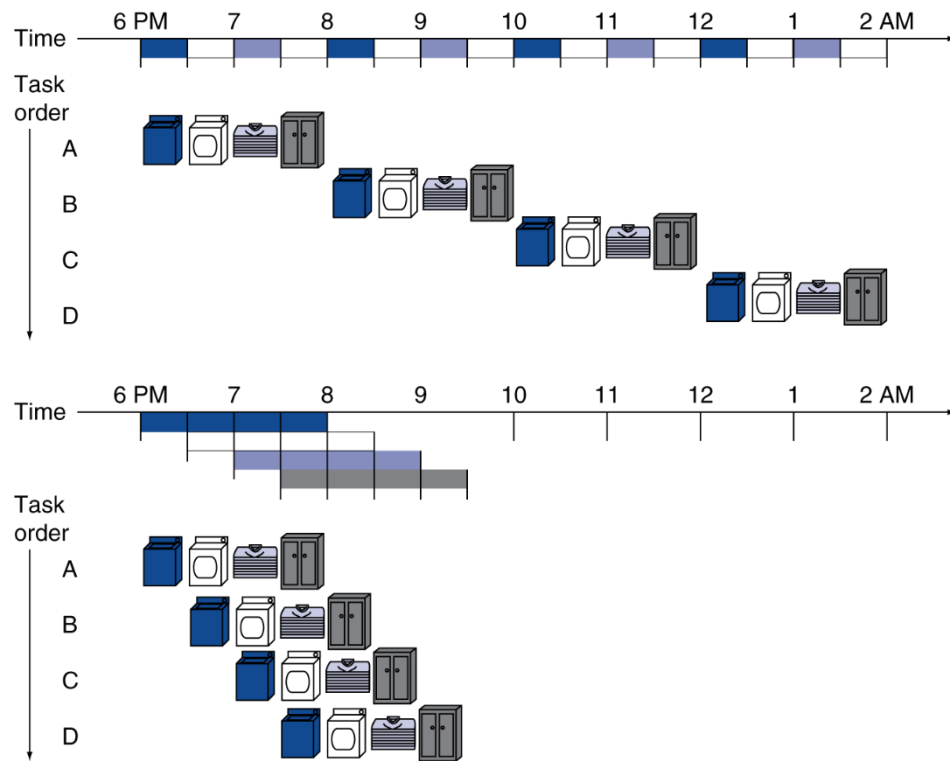 6 PM 7 8 9 10 11 12 1 2 AM
Time
Task
order
A
B
C
D
6 PM 7 8 9 10 11 12 1 2 AM
Time
Task
order
A
B
C
D